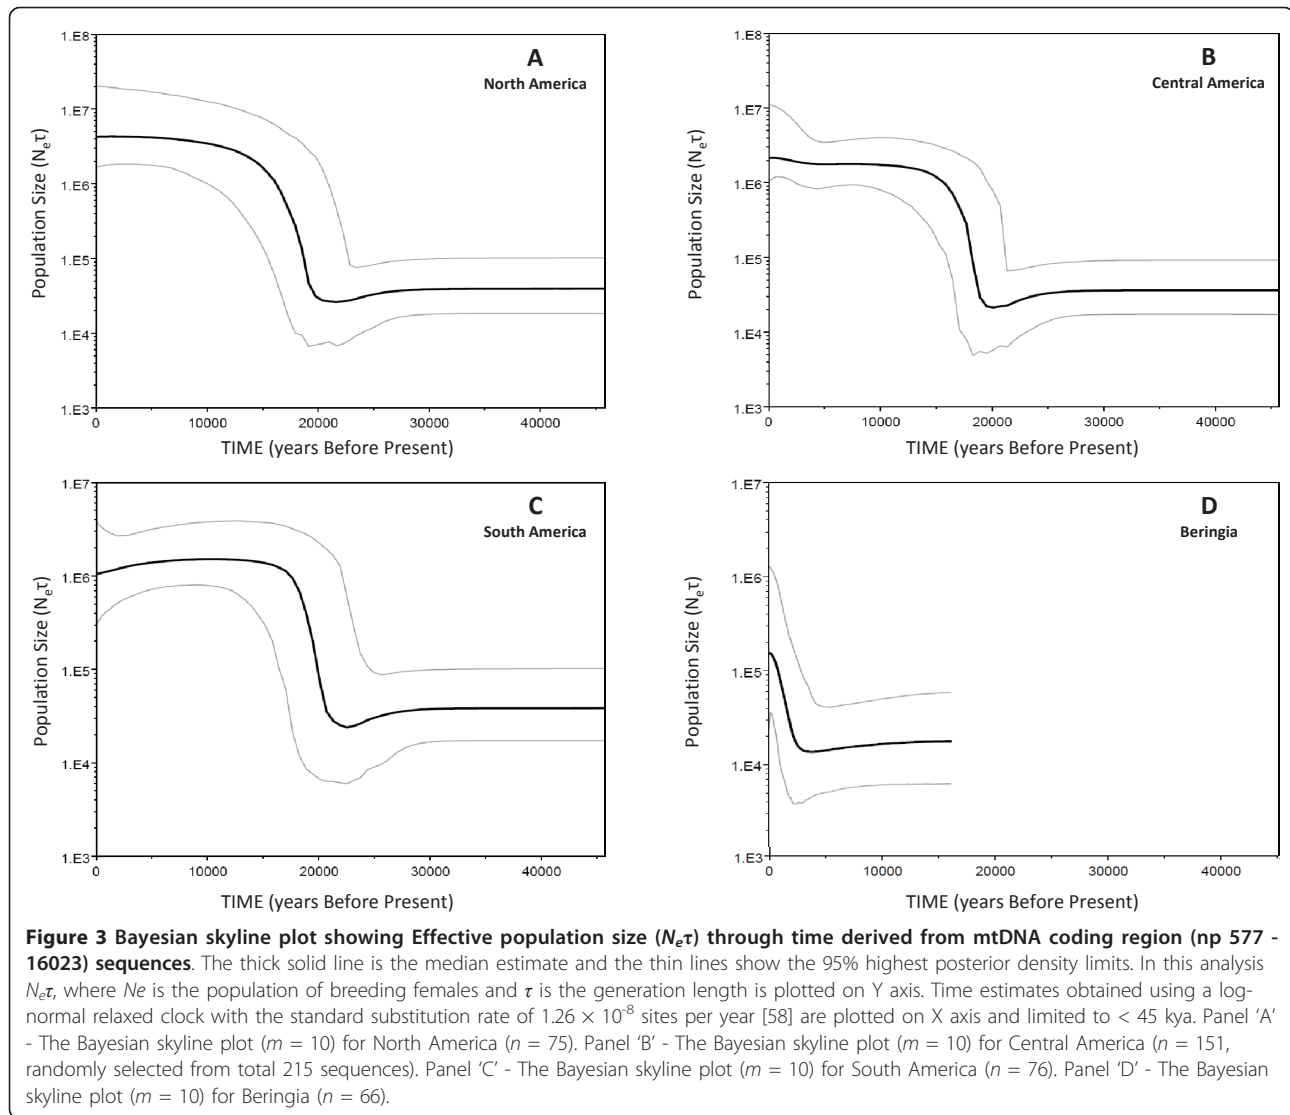 A
North America
1.E8
1.E7
1.E6
1.E5
1.E4
1.E3
Population Size (Neτ)
0 10000 20000 30000 40000
TIME (years Before Present)
B
Central America
1.E8
1.E7
1.E6
1.E5
1.E4
1.E3
Population Size (Neτ)
0 10000 20000 30000 40000
TIME (years Before Present)
C
South America
1.E7
1.E6
1.E5
1.E4
1.E3
Population Size (Neτ)
0 10000 20000 30000 40000
TIME (years Before Present)
D
Beringia
1.E7
1.E6
1.E5
1.E4
1.E3
Population Size (Neτ)
0 10000 20000 30000 40000
TIME (years Before Present)
Figure 3 Bayesian skyline plot showing Effective population size (Neτ) through time derived from mtDNA coding region (np 577 -
16023) sequences. The thick solid line is the median estimate and the thin lines show the 95% highest posterior density limits. In this analysis
Neτ, where Ne is the population of breeding females and τ is the generation length is plotted on Y axis. Time estimates obtained using a log-
normal relaxed clock with the standard substitution rate of 1.26 × 10⁻⁸ sites per year [58] are plotted on X axis and limited to < 45 kya. Panel ‘A’
- The Bayesian skyline plot (m = 10) for North America (n = 75). Panel ‘B’ - The Bayesian skyline plot (m = 10) for Central America (n = 151,
randomly selected from total 215 sequences). Panel ‘C’ - The Bayesian skyline plot (m = 10) for South America (n = 76). Panel ‘D’ - The Bayesian
skyline plot (m = 10) for Beringia (n = 66).